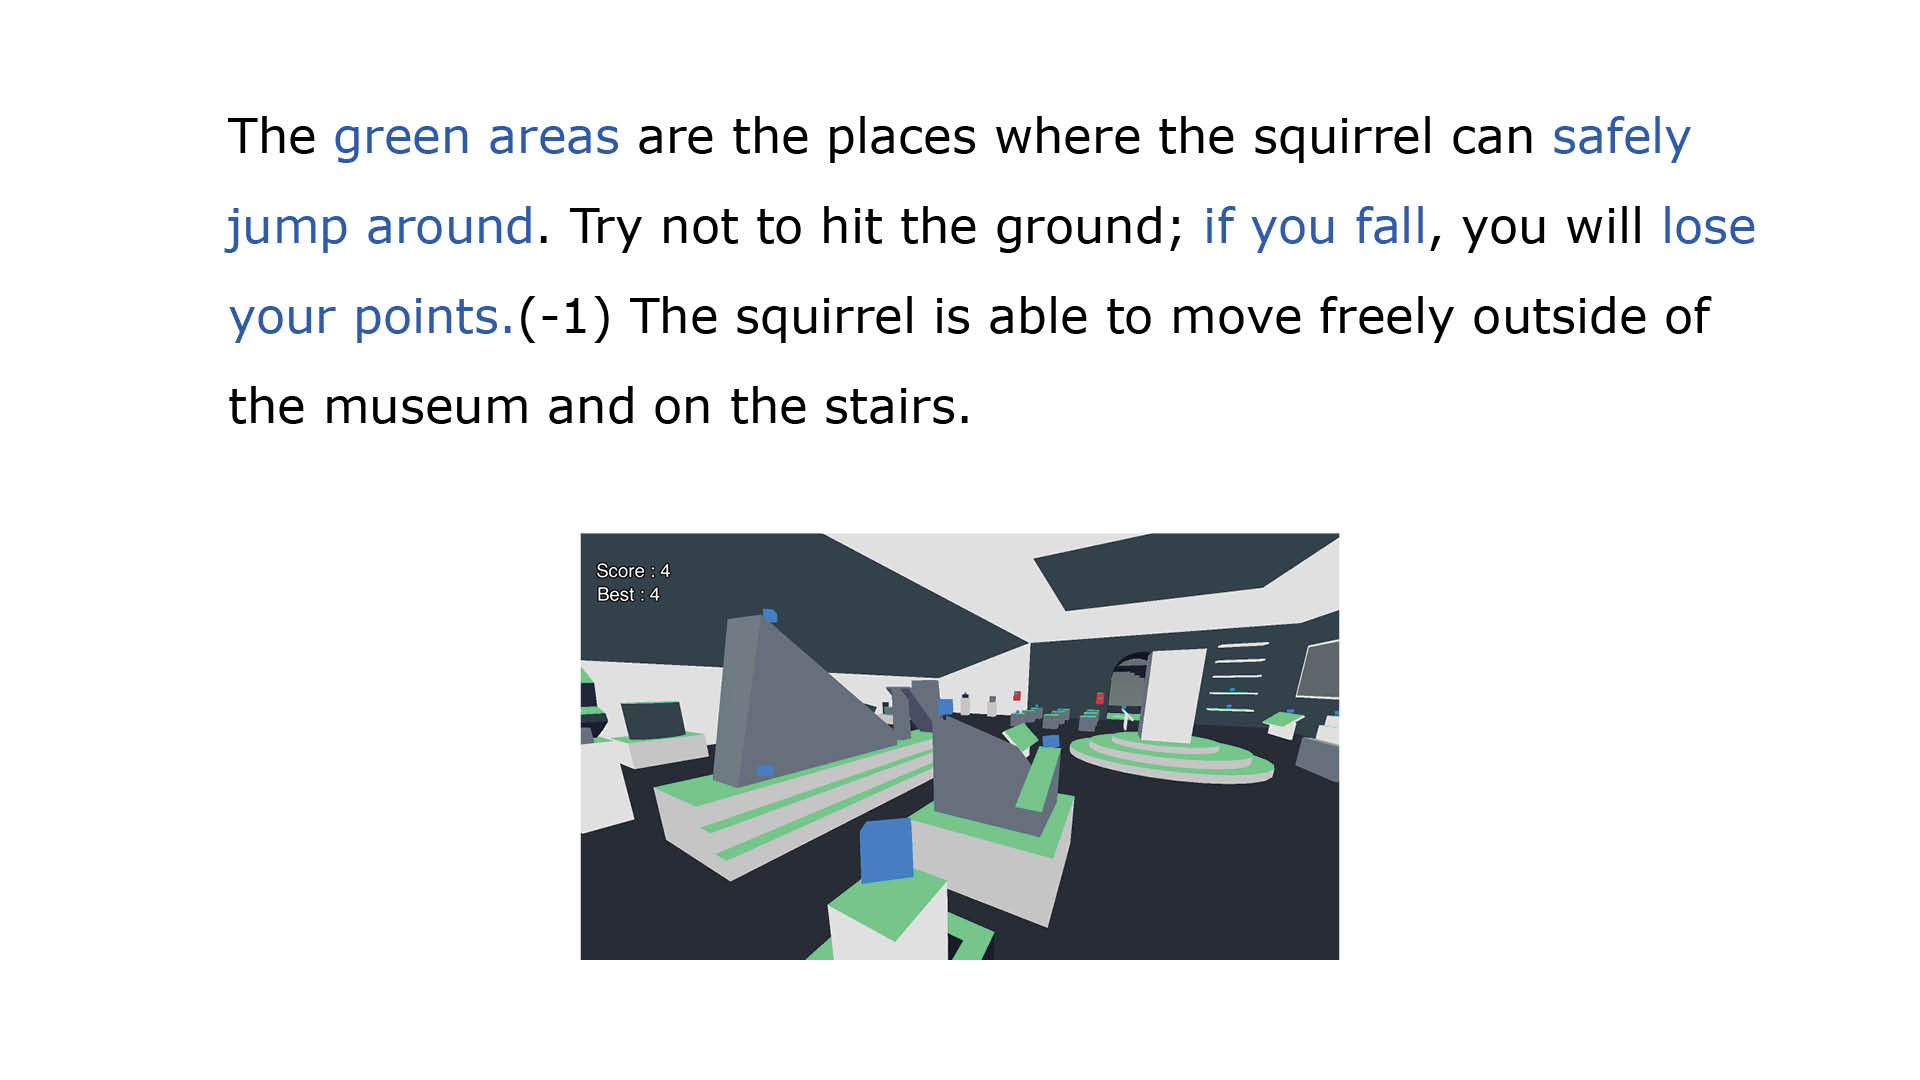 The green areas are the places where the squirrel can safely
jump around. Try not to hit the ground; if you fall, you will lose
your points.(-1) The squirrel is able to move freely outside of
the museum and on the stairs.
Score : 4
Best : 4